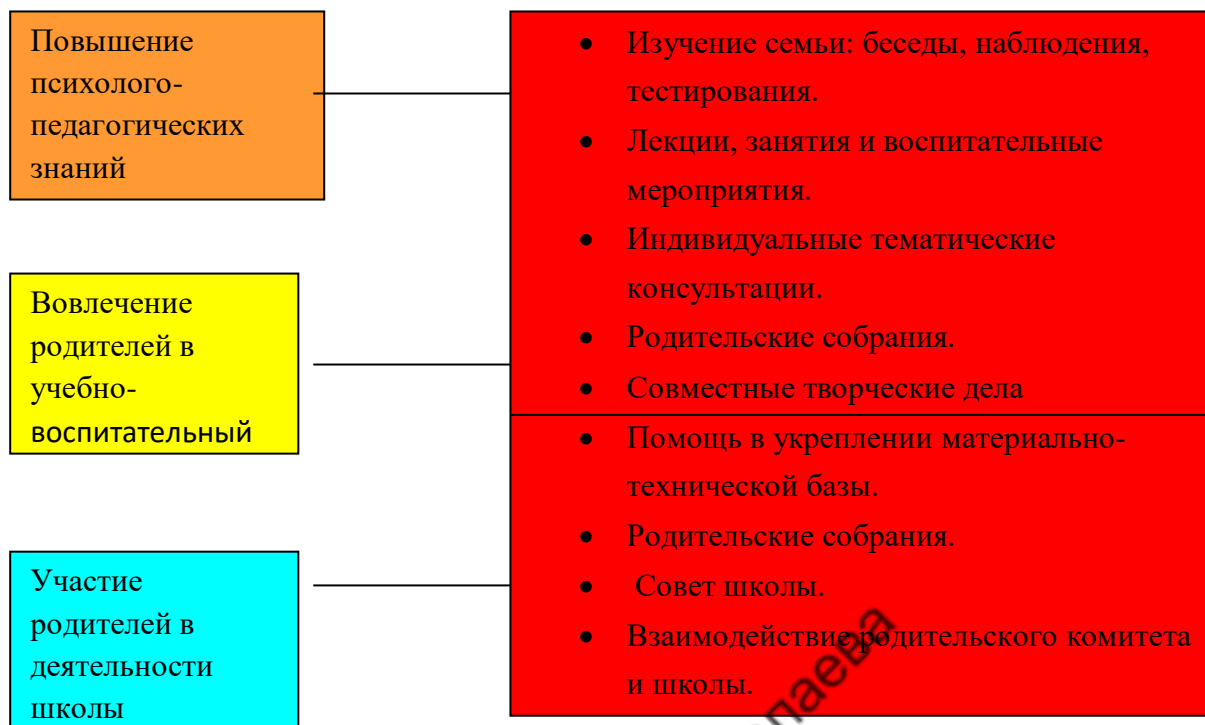 Повышение
психолого-
педагогических
знаний
Вовлечение
родителей в
учебно-
воспитательный
Участие
родителей в
деятельности
школы
• Изучение семьи: беседы, наблюдения,
тестирования.
• Лекции, занятия и воспитательные
мероприятия.
• Индивидуальные тематические
консультации.
• Родительские собрания.
• Совместные творческие дела
• Помощь в укреплении материально-
технической базы.
• Родительские собрания.
• Совет школы.
• Взаимодействие родительского комитета
и школы.